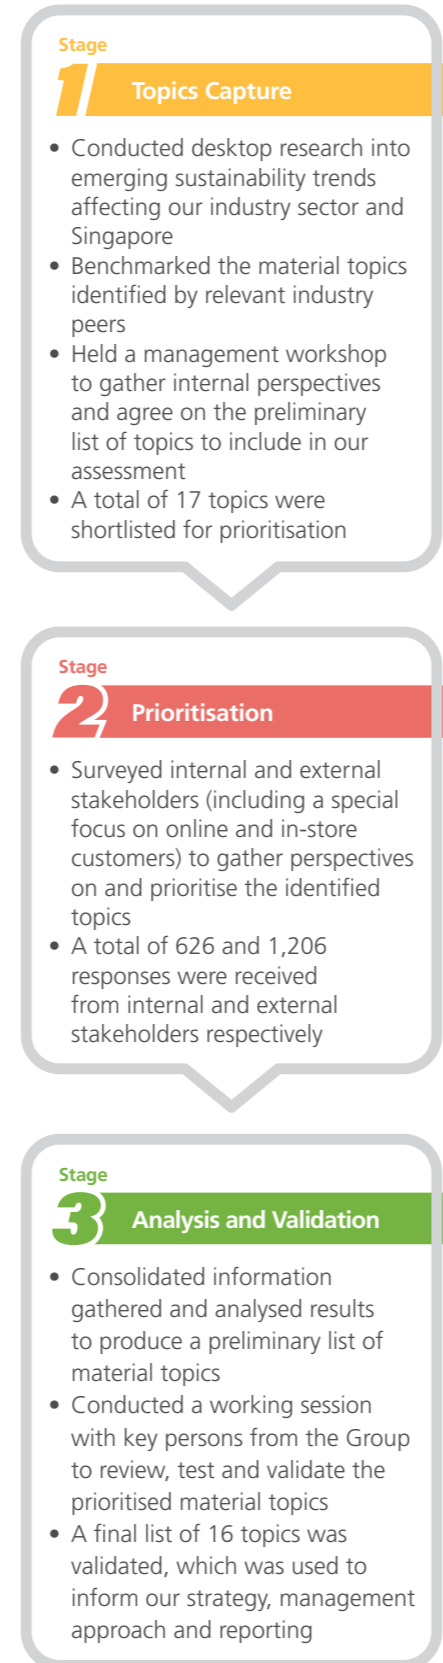 Stage
1 Topics Capture
• Conducted desktop research into
emerging sustainability trends
affecting our industry sector and
Singapore
• Benchmarked the material topics
identified by relevant industry
peers
• Held a management workshop
to gather internal perspectives
and agree on the preliminary
list of topics to include in our
assessment
• A total of 17 topics were
shortlisted for prioritisation
Stage
2 Prioritisation
• Surveyed internal and external
stakeholders (including a special
focus on online and in-store
customers) to gather perspectives
on and prioritise the identified
topics
• A total of 626 and 1,206
responses were received
from internal and external
stakeholders respectively
Stage
3 Analysis and Validation
• Consolidated information
gathered and analysed results
to produce a preliminary list of
material topics
• Conducted a working session
with key persons from the Group
to review, test and validate the
prioritised material topics
• A final list of 16 topics was
validated, which was used to
inform our strategy, management
approach and reporting